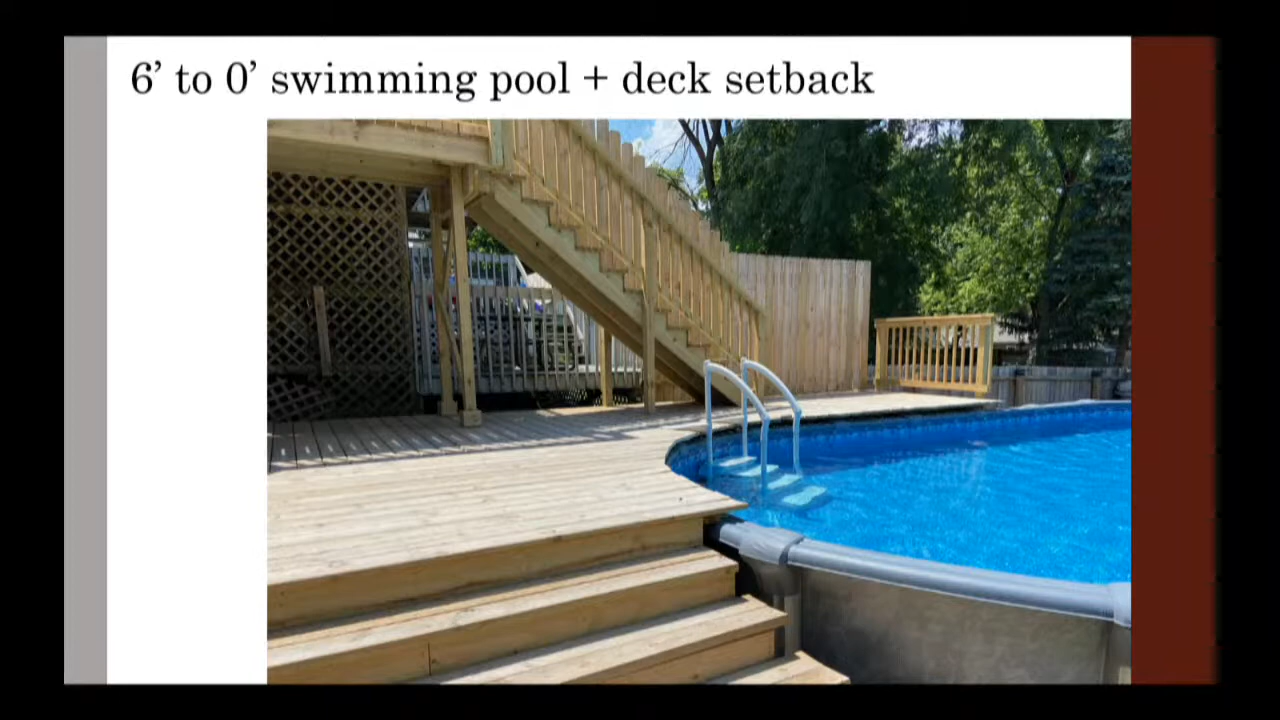 6’ to 0’ swimming pool + deck setback